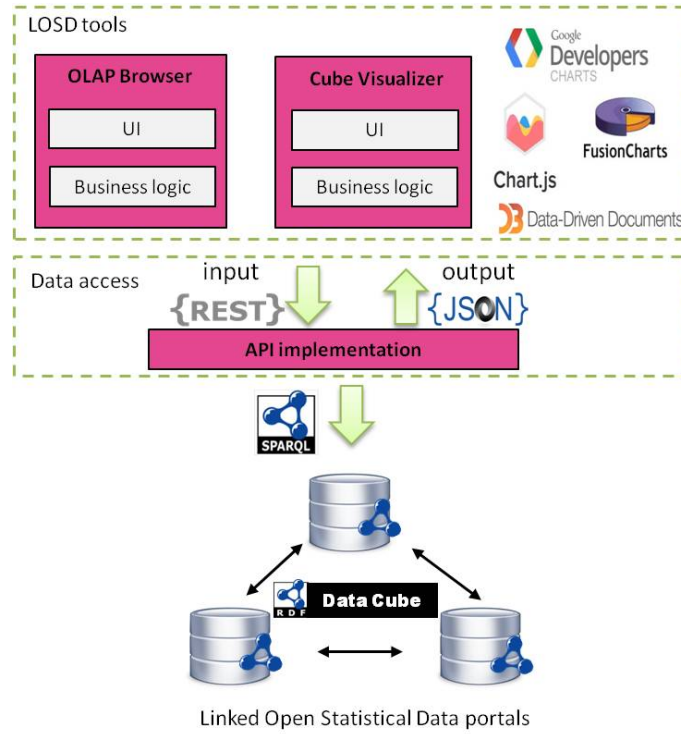 LOSD tools
OLAP Browser
UI
Business logic
Cube Visualizer
UI
Business logic
Google
Developers
CHARTS
Chart.js
FusionCharts
D3 Data-Driven Documents
Data access
input
{REST}
output
{JSON}
API implementation
SPARQL
RDF
Data Cube
Linked Open Statistical Data portals